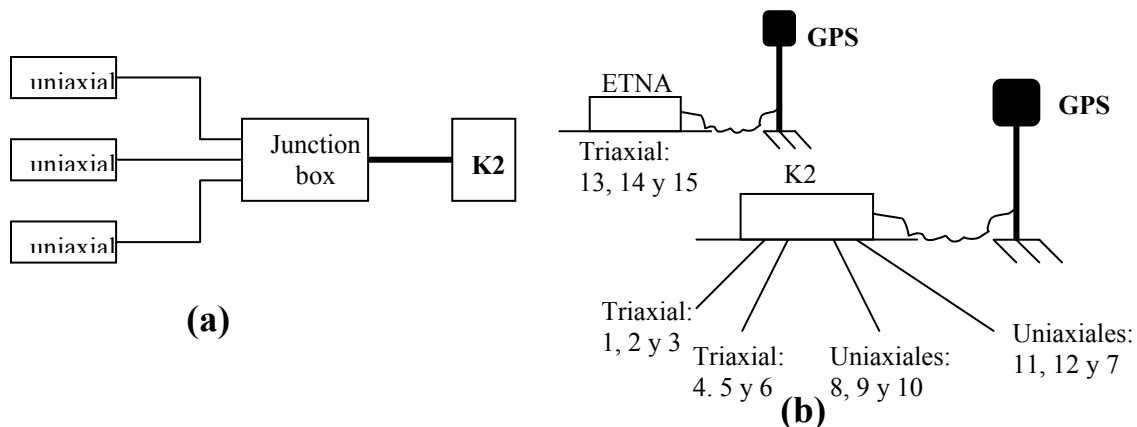 uniaxial
uniaxial
uniaxial
Junction
box
K2
(a)
GPS
ETNA
GPS
Triaxial:
13, 14 y 15
K2
Triaxial:
1, 2 y 3
Triaxial:
4. 5 y 6
Uniaxiales:
8, 9 y 10
Uniaxiales:
11, 12 y 7
(b)